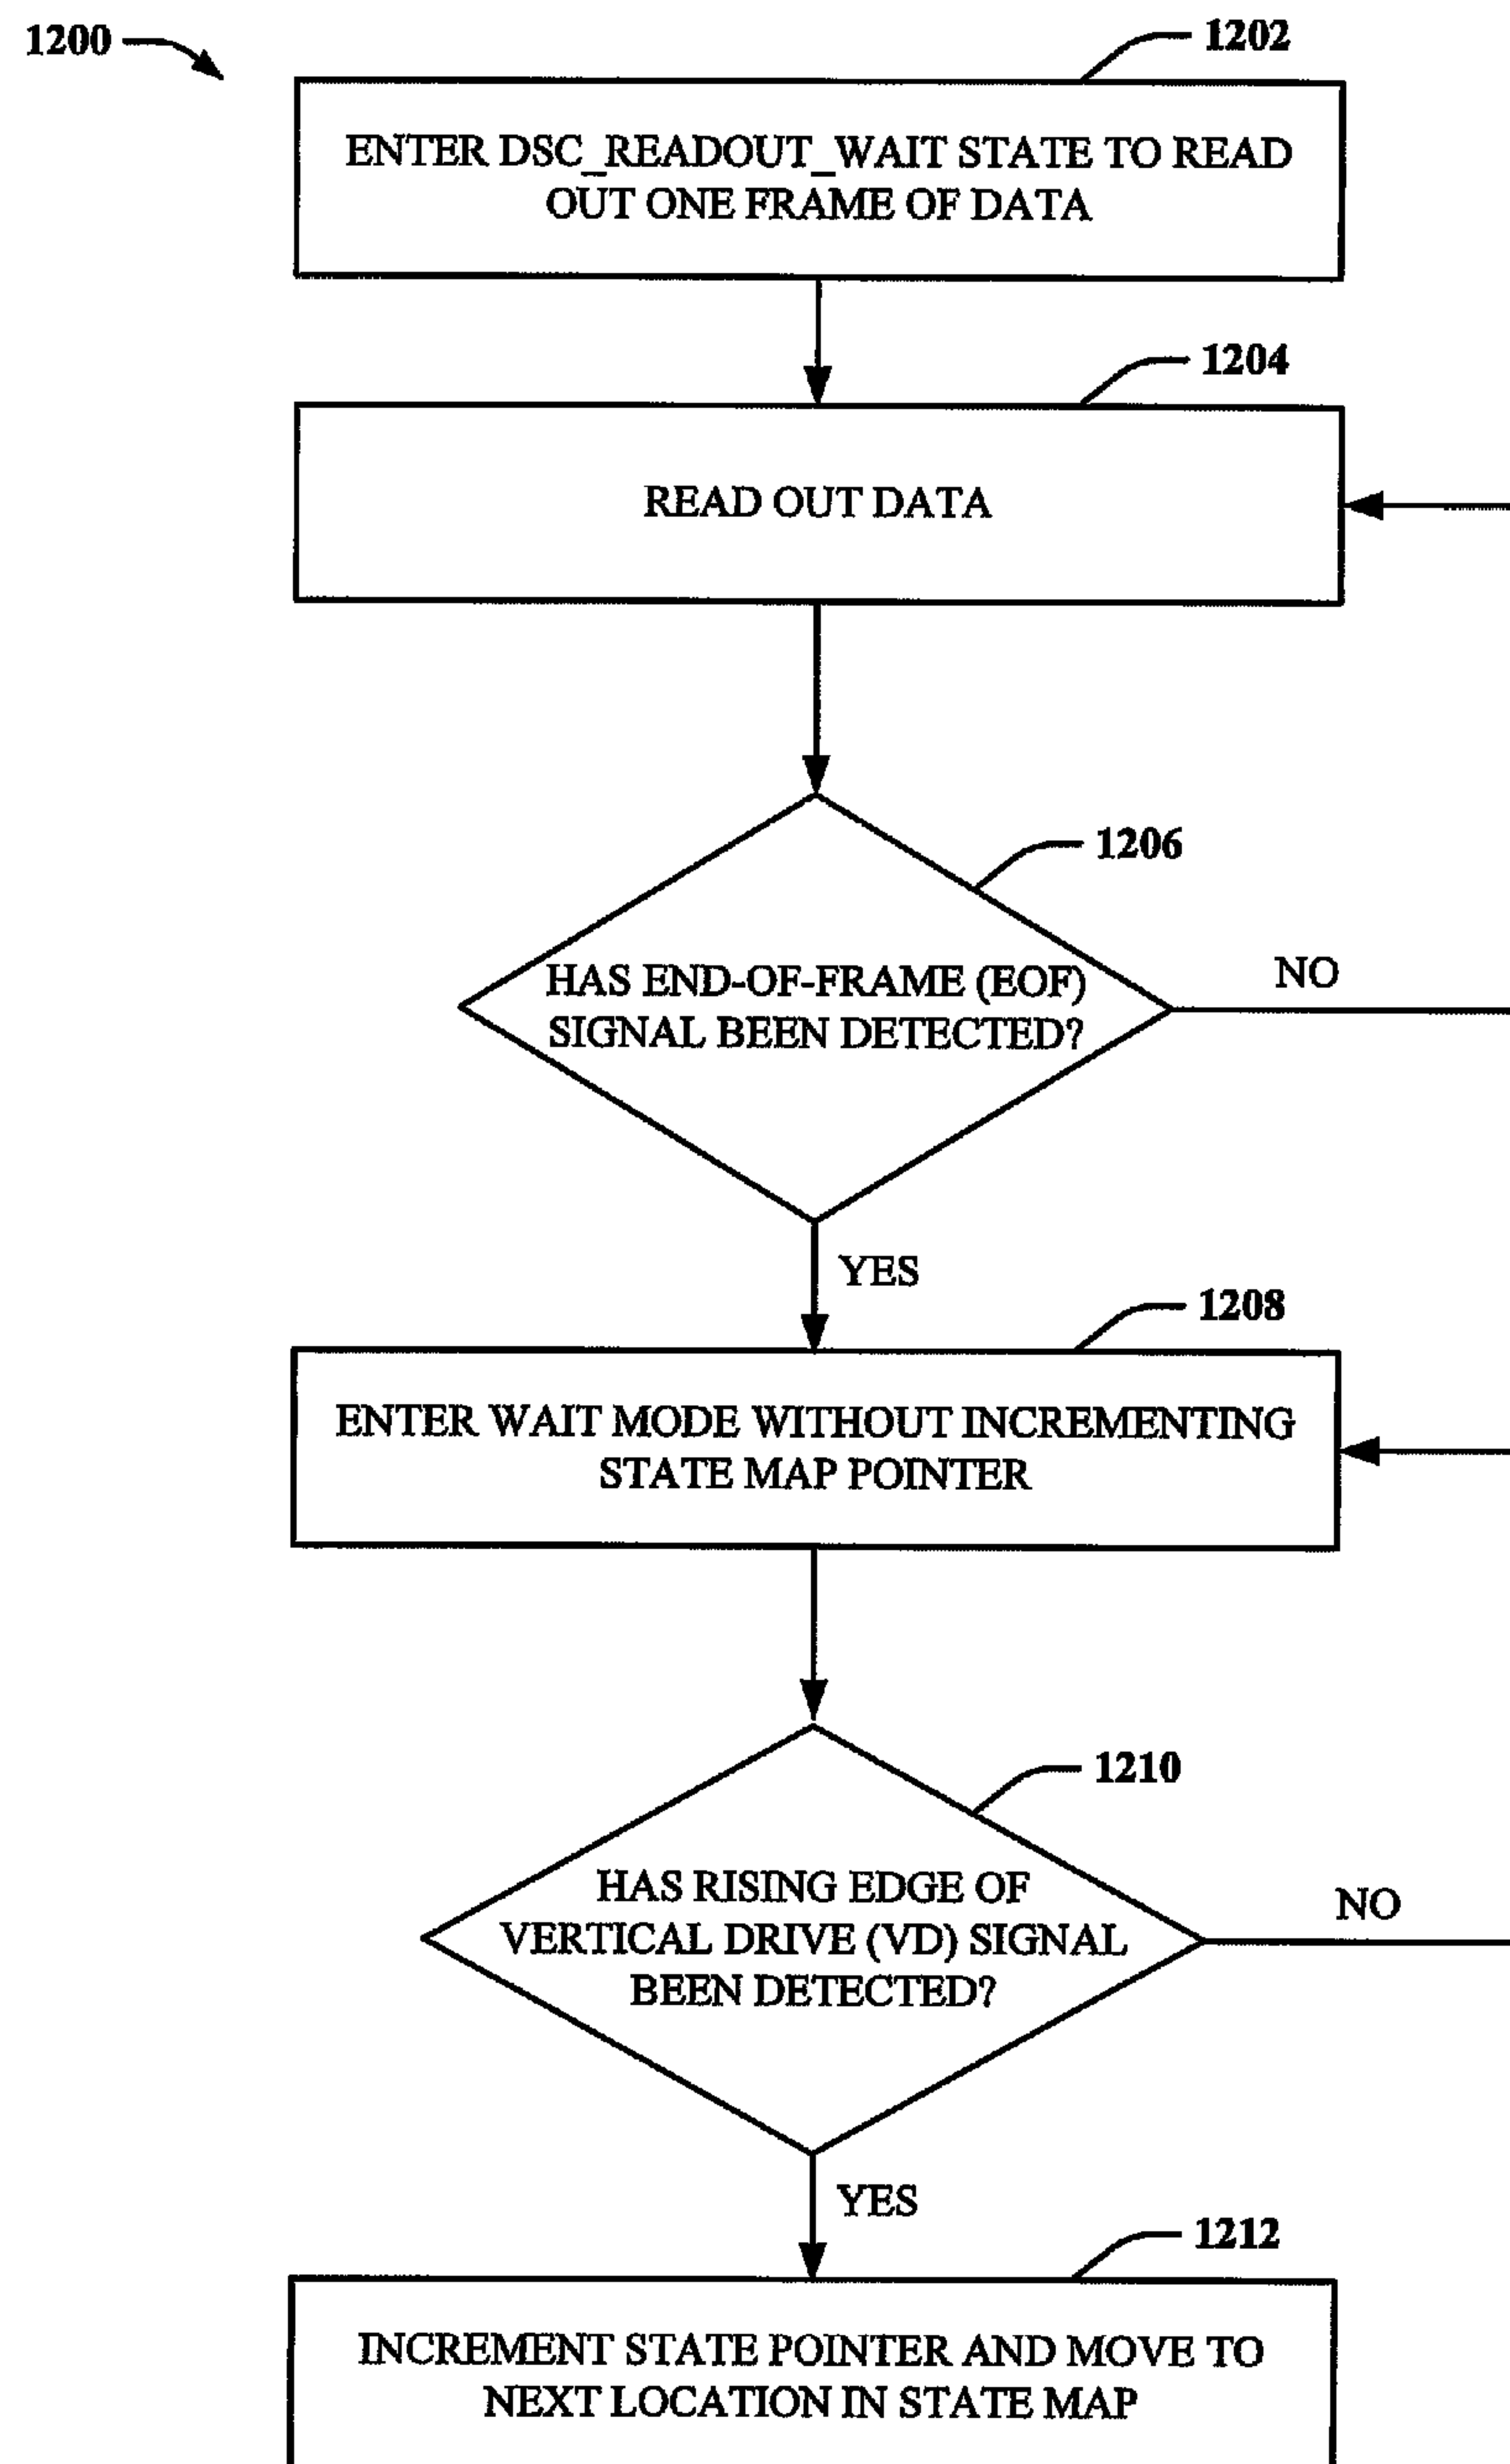 1200
1202
ENTER DSC_READOUT_WAIT STATE TO READ
OUT ONE FRAME OF DATA
1204
READ OUT DATA
1206
HAS END-OF-FRAME (EOF)
SIGNAL BEEN DETECTED?
NO
YES
1208
ENTER WAIT MODE WITHOUT INCREMENTING
STATE MAP POINTER
1210
HAS RISING EDGE OF
VERTICAL DRIVE (VD) SIGNAL
BEEN DETECTED?
NO
YES
1212
INCREMENT STATE POINTER AND MOVE TO
NEXT LOCATION IN STATE MAP